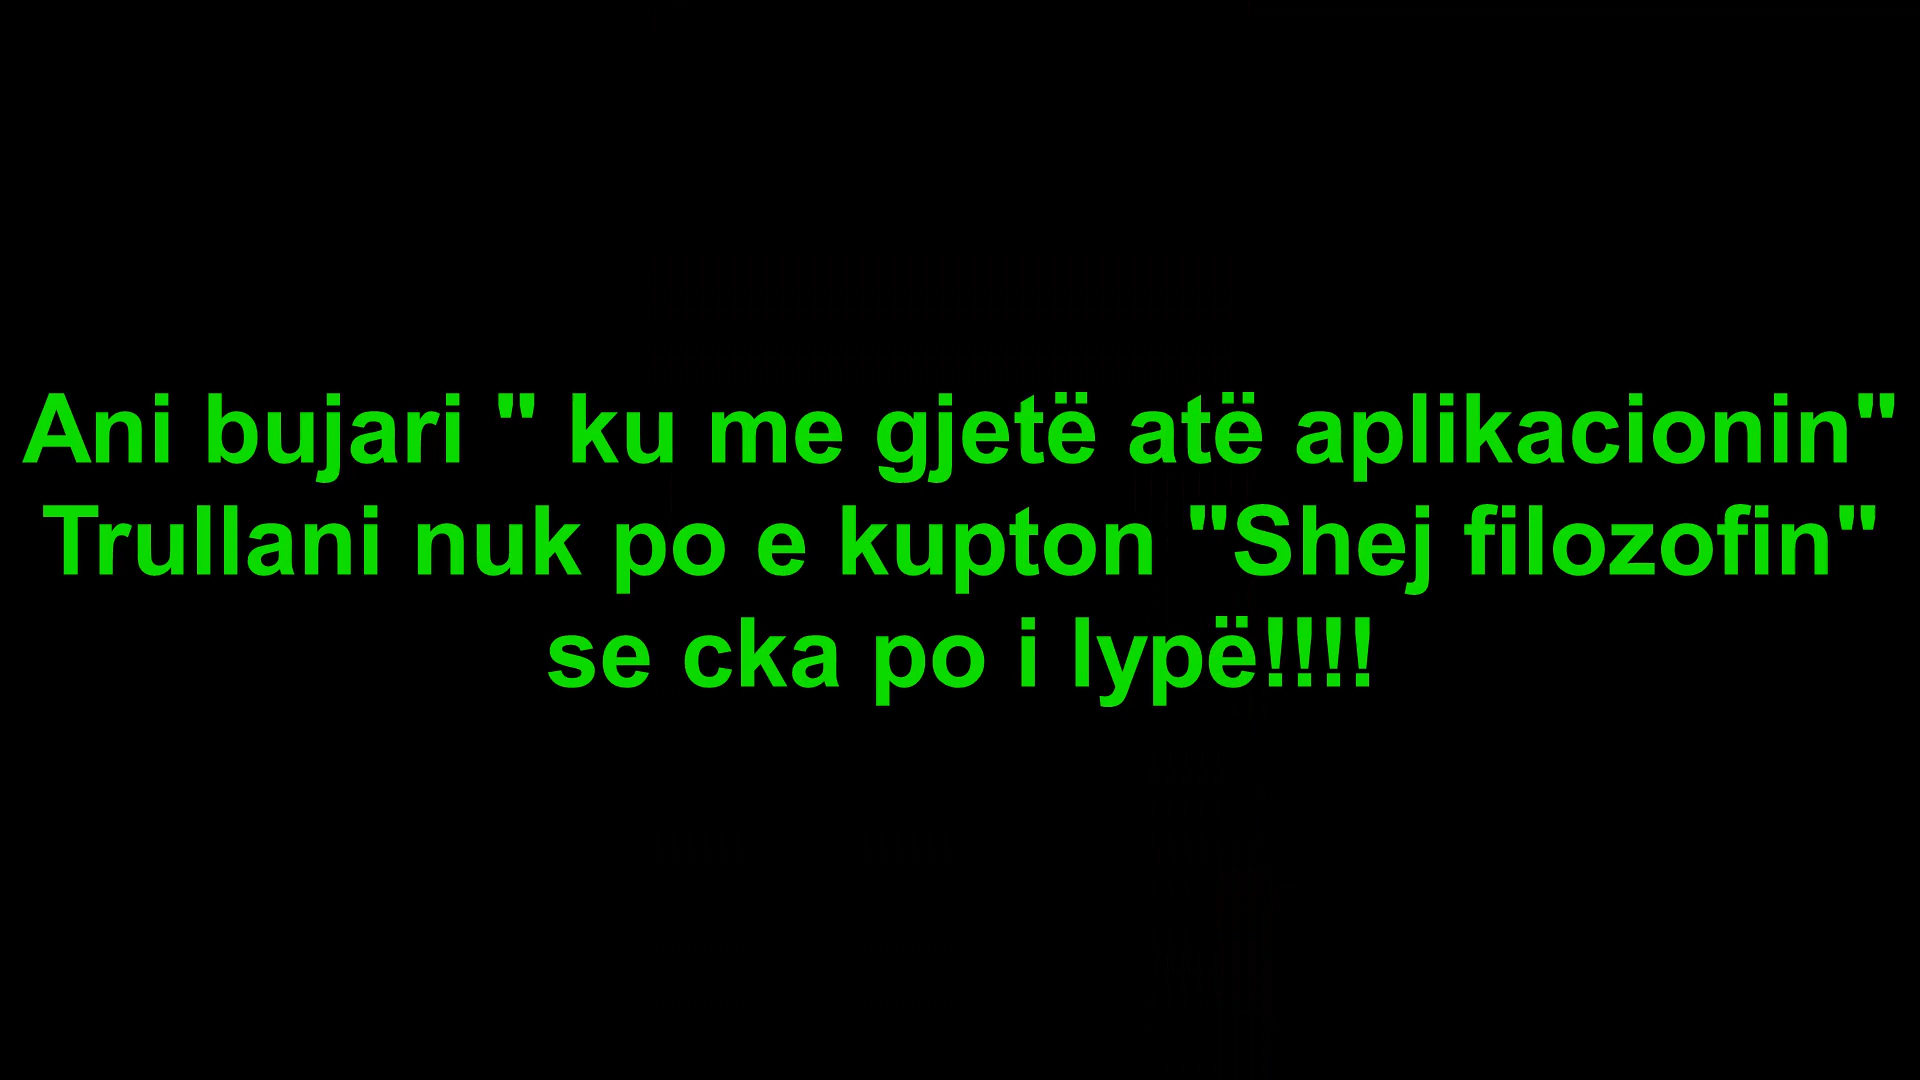 Ani bujari " ku me gjetë atë aplikacionin"
Trullani nuk po e kupton "Shej filozofin"
se cka po i lypë!!!!